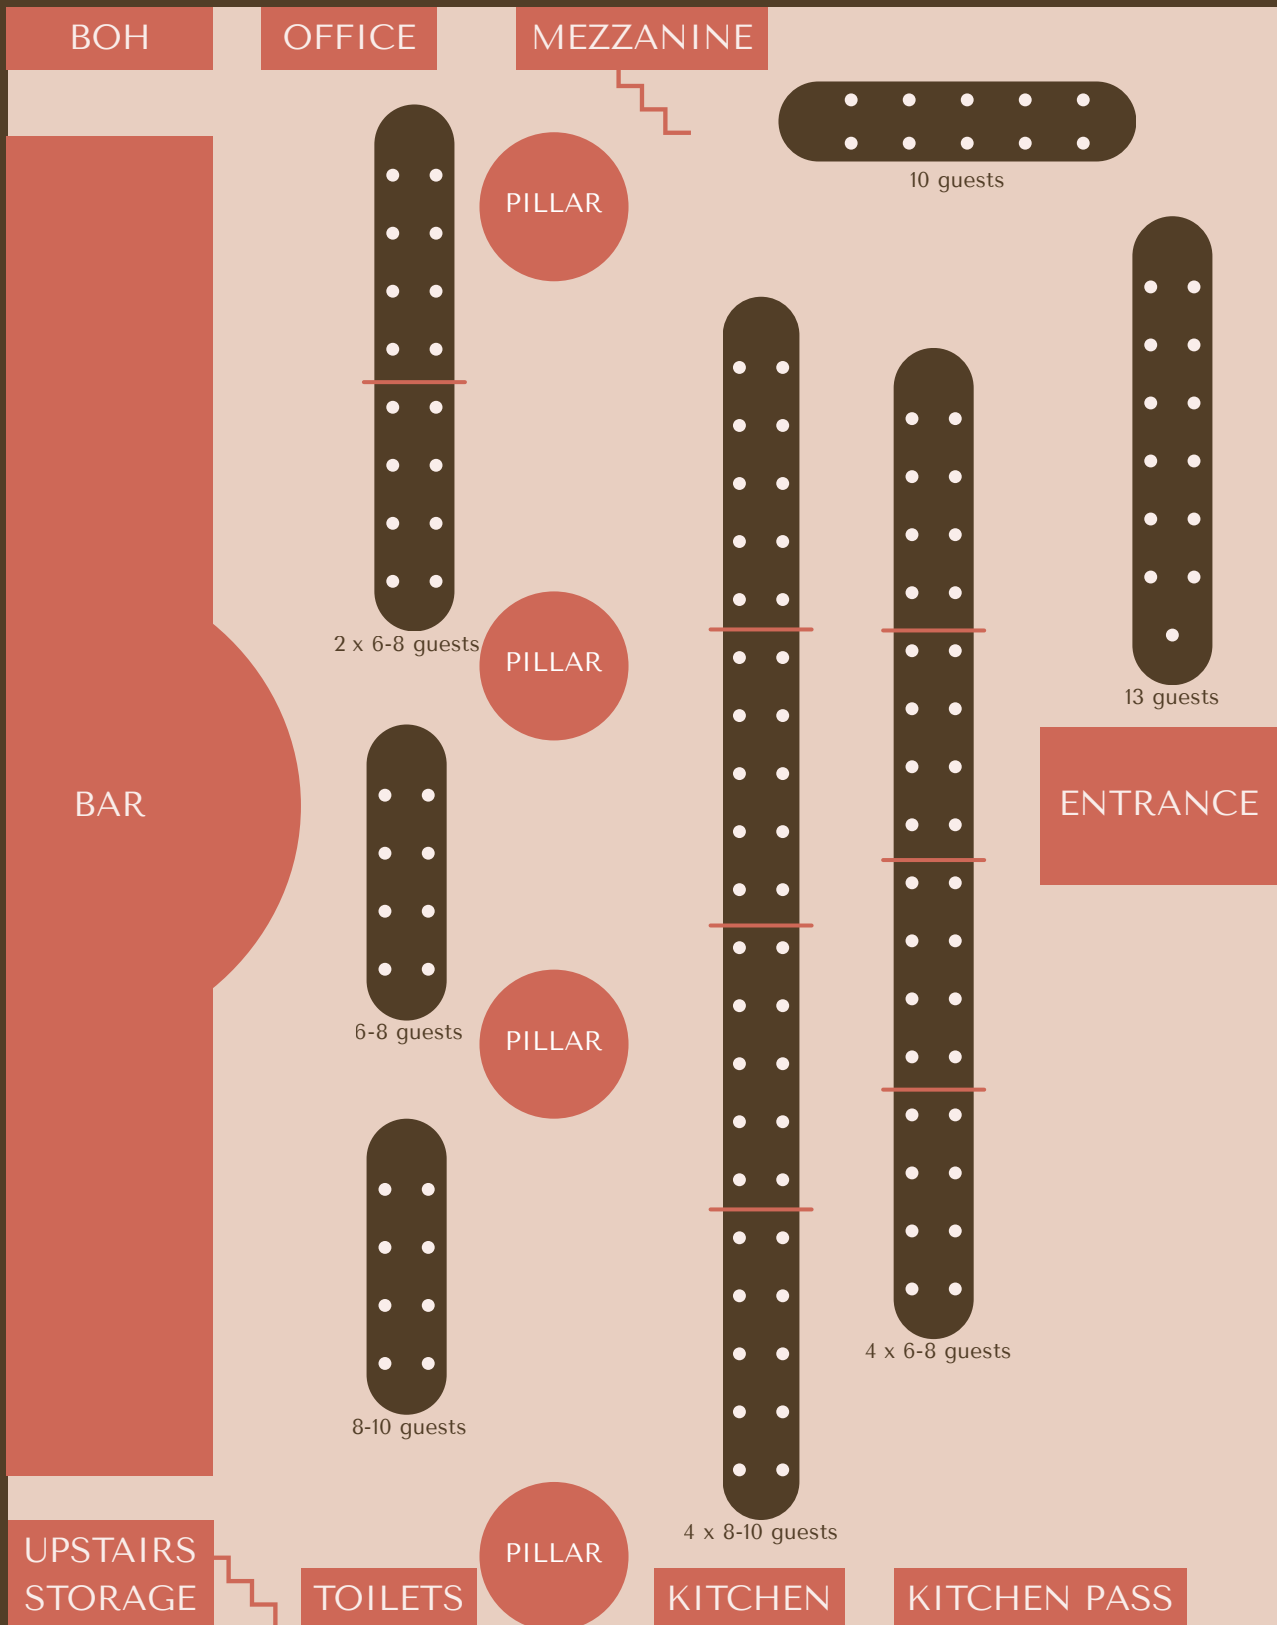 BOH
OFFICE
MEZZANINE
10 guests
PILLAR
2 x 6-8 guests
PILLAR
13 guests
BAR
ENTRANCE
6-8 guests
PILLAR
4 x 6-8 guests
8-10 guests
4 x 8-10 guests
PILLAR
UPSTAIRS
STORAGE
TOILETS
KITCHEN
KITCHEN PASS